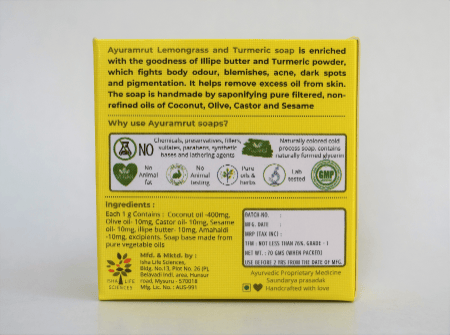 Ayuramrut Lemongrass and Turmeric soap is enriched
with the goodness of Illipe butter and Turmeric powder,
which fights body odour, blemishes, acne, dark spots
and pigmentation. It helps remove excess oil from skin.
The soap is handmade by saponifying pure filtered, non-
refined oils of Coconut, Olive, Castor and Sesame
Why use Ayuramrut soaps?
NO
Chemicals, preservatives, fillers,
sulfates, parabens, synthetic
bases and lathering agents
Naturally colored cold
process soap, contains
naturally formed glycerin
No
Animal
fat
No
Animal
testing
Pure
oils &
herbs
Lab
tested
GMP
Ingredients :
Each 1 g Contains : Coconut oil -400mg,
Olive oil- 10mg, Castor oil- 10mg, Sesame
oil- 10mg, Illipe butter- 10mg, Amahaldi
-10mg, excipients. Soap base made from
pure vegetable oils
BATCH NO. :
MFG. DATE :
MRP (TAX INC) :
TFM : NOT LESS THAN 76%, GRADE - 1
NET WT. : 70 GMS (WHEN PACKED)
USE BEFORE 2 YRS FROM THE DATE OF MFG.
ISHA LIFE
SCIENCES
Mfd. & Mktd. by :
Isha Life Sciences,
Bldg. No.13, Plot No. 26 (P),
Belavadi Indl. area, Hunsur
road, Mysuru - 570018
Mfg. Lic. No. : AUS-991
Ayurvedic Proprietary Medicine
Saundarya prasadak
Handcrafted with love